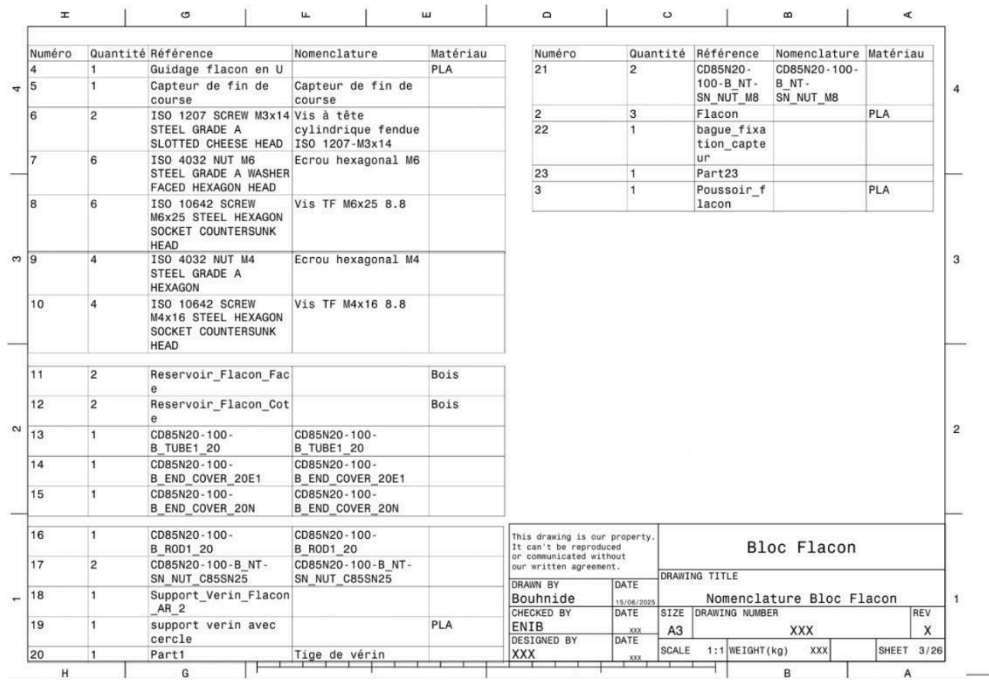 H G F E D C B A
Numéro Quantité Référence Nomenclature Matériau
4 1 Guidage flacon en U PLA
5 1 Capteur de fin de Capteur de fin de
course course
6 2 ISO 1207 SCREW M3x14 Vis à tête
STEEL GRADE A cylindrique fendue
SLOTTED CHEESE HEAD ISO 1207-M3x14
7 6 ISO 4032 NUT M6 Ecrou hexagonal M6
STEEL GRADE A WASHER
FACED HEXAGON HEAD
8 6 ISO 10642 SCREW Vis TF M6x25 8.8
M6x25 STEEL HEXAGON
SOCKET COUNTERSUNK
HEAD
9 4 ISO 4032 NUT M4 Ecrou hexagonal M4
STEEL GRADE A
HEXAGON
10 4 ISO 10642 SCREW Vis TF M4x16 8.8
M4x16 STEEL HEXAGON
SOCKET COUNTERSUNK
HEAD
11 2 Reservoir_Flacon_Fac Bois
e
12 2 Reservoir_Flacon_Cot Bois
e
13 1 CD85N20-100- CD85N20-100-
B_TUBE1_20 B_TUBE1_20
14 1 CD85N20-100- CD85N20-100-
B_END_COVER_20E1 B_END_COVER_20E1
15 1 CD85N20-100- CD85N20-100-
B_END_COVER_20N B_END_COVER_20N
16 1 CD85N20-100- CD85N20-100-
B_ROD1_20 B_ROD1_20
17 2 CD85N20-100-B_NT- CD85N20-100-B_NT-
SN_NUT_C85SN25 SN_NUT_C85SN25
18 1 Support_Verin_Flacon
_AR_2
19 1 support verin avec PLA
cercle
20 1 Part1 Tige de vérin
Numéro Quantité Référence Nomenclature Matériau
21 2 CD85N20- CD85N20-100-
100-B_NT- B_NT-
SN_NUT_M8 SN_NUT_M8
2 3 Flacon PLA
22 1 bague_fixa
tion_capte
ur
23 1 Part23
3 1 Poussoir_f PLA
lacon
4 4
3 3
2 2
1 1
This drawing is our property.
It can't be reproduced
or communicated without
our written agreement.
Bloc Flacon
DRAWING TITLE
Nomenclature Bloc Flacon
DRAWN BY DATE
Bouhnide 15/06/2025
CHECKED BY DATE
ENIB XXX
DESIGNED BY DATE
XXX XXX
SIZE DRAWING NUMBER REV
A3 XXX X
SCALE 1:1 WEIGHT(kg) XXX SHEET 3/26
H G B A